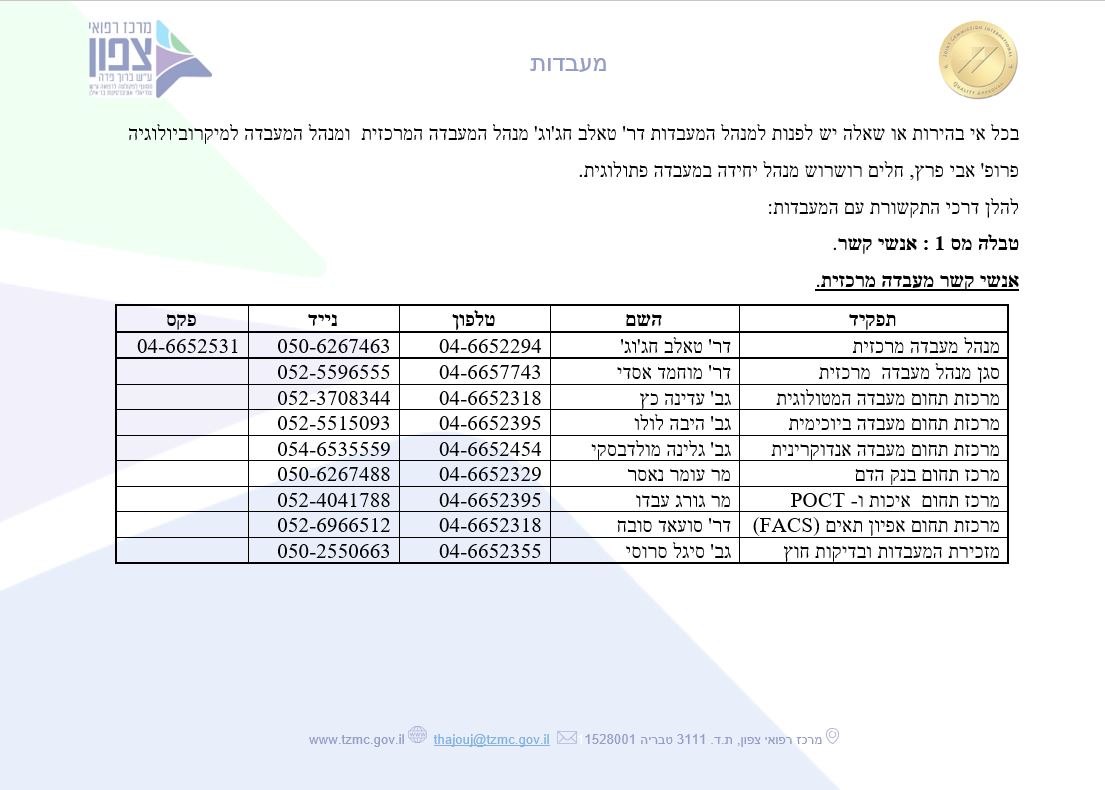 מרכז רפואי
צפון
ע״ש ברוך פדה
מעבדות
JOINT COMMISSION INTERNATIONAL
QUALITY APPROVAL
בכל אי בהירות או שאלה יש לפנות למנהל המעבדות דר' טאלב חג'וג' מנהל המעבדה המרכזית ומנהל המעבדה למיקרוביולוגיה
פרופ' אבי פרץ, חלים רושרוש מנהל יחידה במעבדה פתולוגית.
להלן דרכי התקשורת עם המעבדות:
טבלה מס 1 : אנשי קשר.
אנשי קשר מעבדה מרכזית.
תפקיד השם טלפון נייד פקס
מנהל מעבדה מרכזית דר' טאלב חג'וג' 04-6652294 050-6267463 04-6652531
סגן מנהל מעבדה מרכזית דר' מוחמד אסדי 04-6657743 052-5596555
מרכזת תחום מעבדה המטולוגית גב' עדינה כץ 04-6652318 052-3708344
מרכזת תחום מעבדה ביוכימית גב' היבה לולו 04-6652395 052-5515093
מרכזת תחום מעבדה אנדוקרינית גב' גלינה מולדבסקי 04-6652454 054-6535559
מרכז תחום בנק הדם מר עומר נאסר 04-6652329 050-6267488
מרכז תחום איכות ו- POCT מר גורג עבדו 04-6652395 052-4041788
מרכזת תחום אפיון תאים (FACS) דר' סועאד סובח 04-6652318 052-6966512
מזכירת המעבדות ובדיקות חוץ גב' סיגל סרוסי 04-6652355 050-2550663
מרכז רפואי צפון, ת.ד. 3111 טבריה 1528001 thajouj@tzmc.gov.il www.tzmc.gov.il